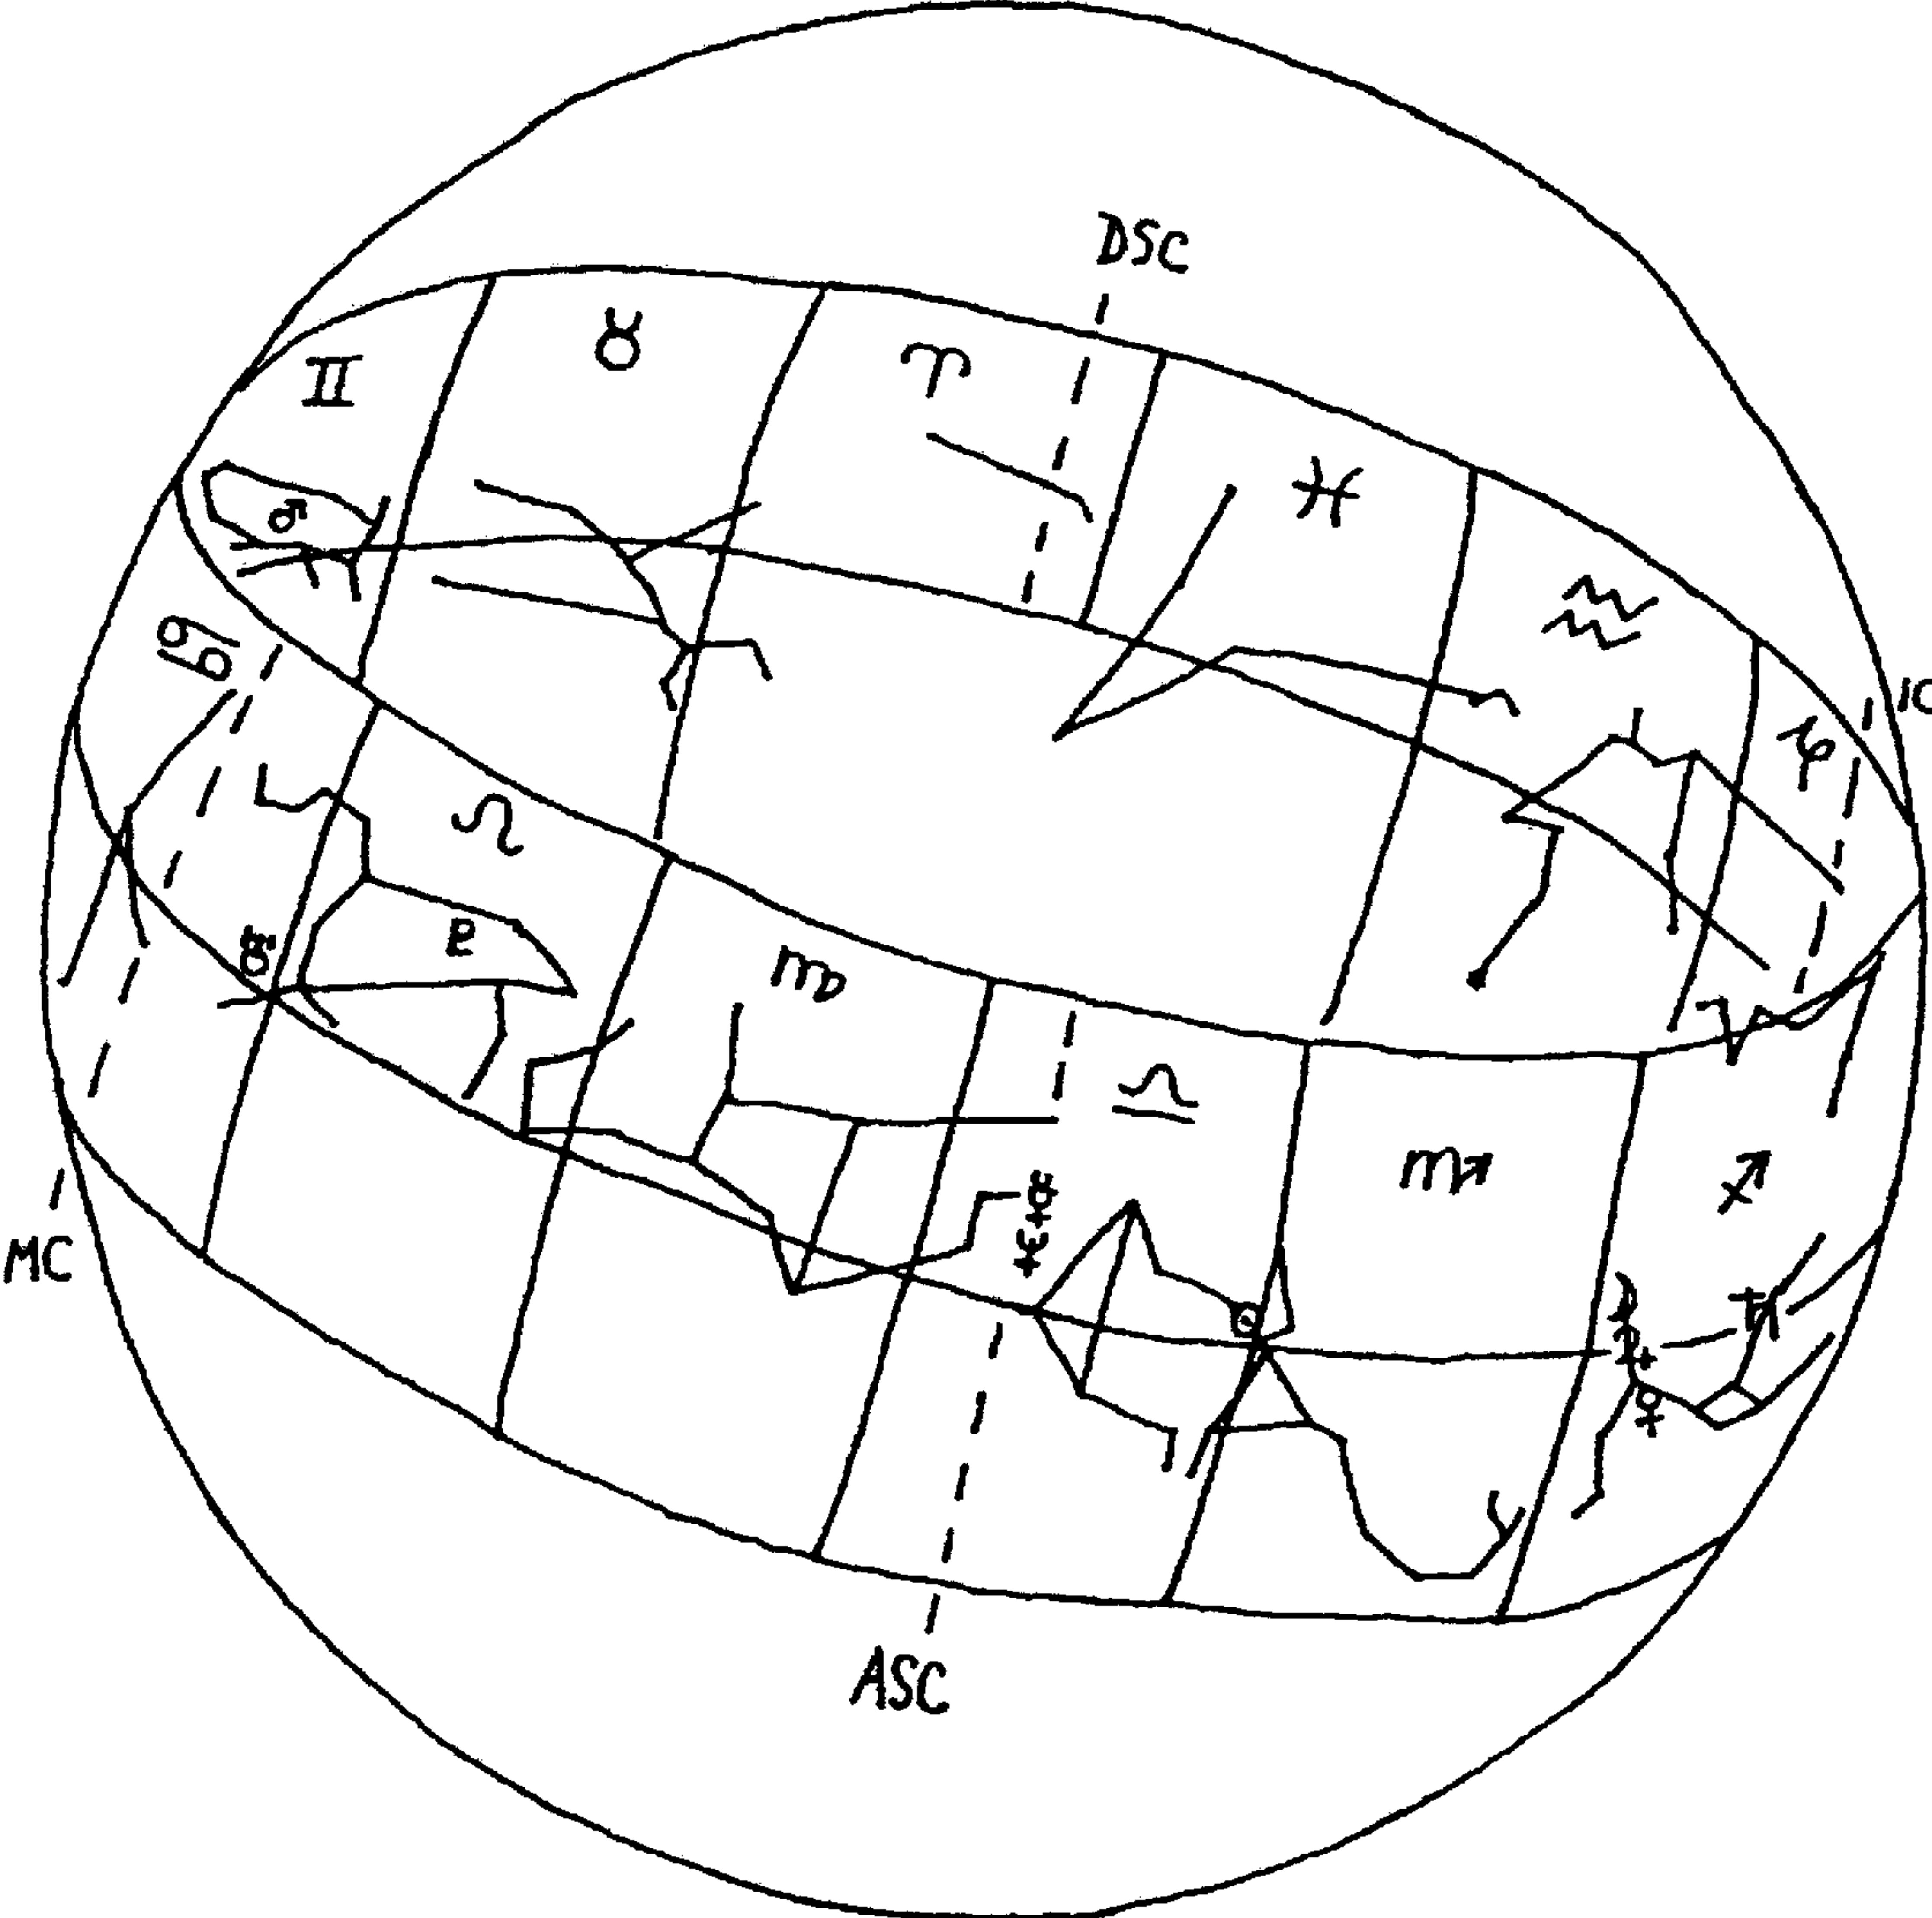 DSC
♊ ♉ ♈ ♓
♂
♒
♋ IC
♑
♌
♅ ♇
♍
♎
♏ ♐
☿
♆
MC
☉ ♃ ♄
♀
ASC